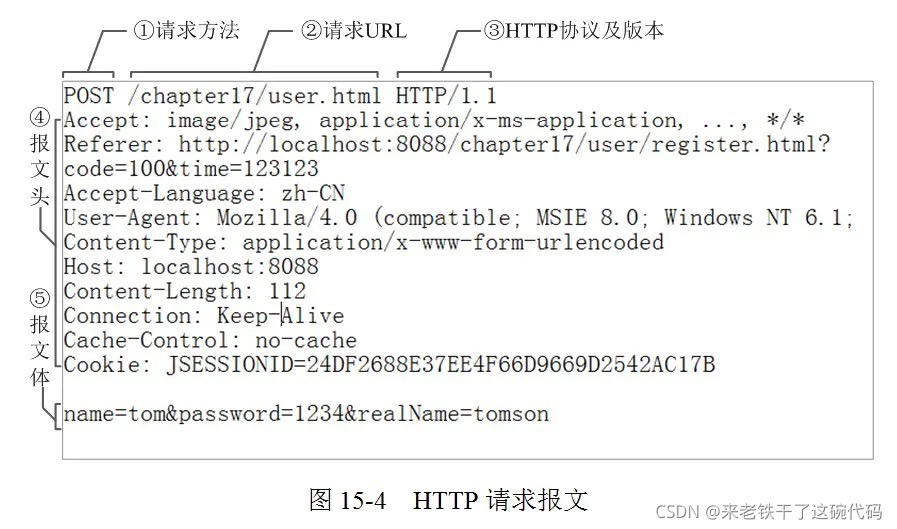 ①请求方法 ②请求URL ③HTTP协议及版本
POST /chapter17/user.html HTTP/1.1
④报文头
Accept: image/jpeg, application/x-ms-application, ..., */*
Referer: http://localhost:8088/chapter17/user/register.html?
code=100&time=123123
Accept-Language: zh-CN
User-Agent: Mozilla/4.0 (compatible; MSIE 8.0; Windows NT 6.1;
Content-Type: application/x-www-form-urlencoded
Host: localhost:8088
Content-Length: 112
Connection: Keep-Alive
Cache-Control: no-cache
Cookie: JSESSIONID=24DF2688E37EE4F66D9669D2542AC17B
⑤报文体
name=tom&password=1234&realName=tomson
图 15-4 HTTP 请求报文
CSDN @来老铁干了这碗代码